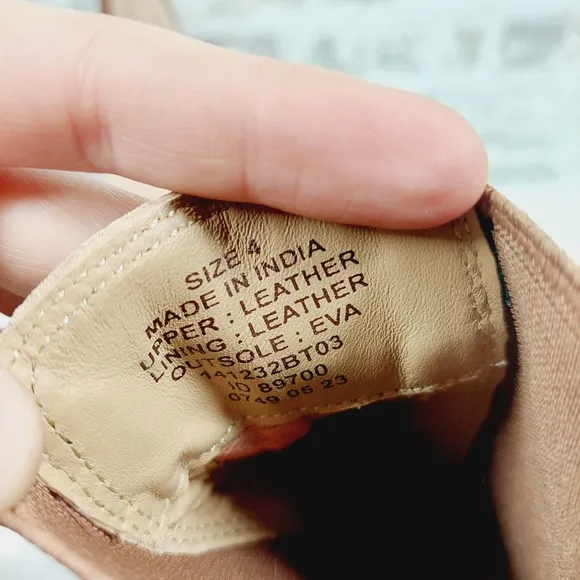 SIZE 4
MADE IN INDIA
UPPER : LEATHER
LINING : LEATHER
OUTSOLE : EVA
141232BT03
ID 89700
0749 05 23